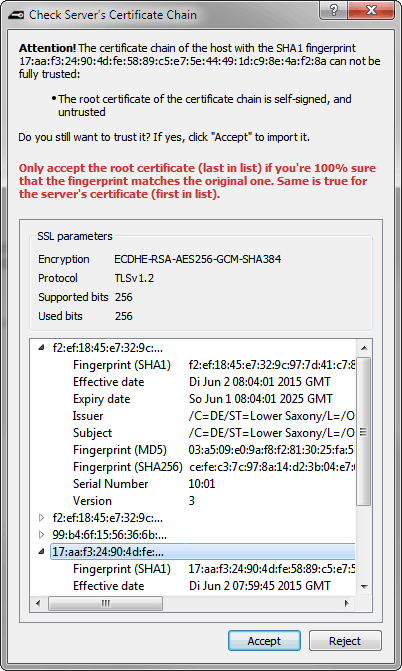 Check Server's Certificate Chain
Attention! The certificate chain of the host with the SHA1 fingerprint
17:aa:f3:24:90:4d:fe:58:89:c5:e7:5e:44:49:1d:c9:8e:4a:f2:8a can not be
fully trusted:
•The root certificate of the certificate chain is self-signed, and
untrusted
Do you still want to trust it? If yes, click "Accept" to import it.
Only accept the root certificate (last in list) if you're 100% sure
that the fingerprint matches the original one. Same is true for
the server's certificate (first in list).
SSL parameters
Encryption ECDHE-RSA-AES256-GCM-SHA384
Protocol TLSv1.2
Supported bits 256
Used bits 256
f2:ef:18:45:e7:32:9c:...
Fingerprint (SHA1) f2:ef:18:45:e7:32:9c:97:7d:41:c7:8
Effective date Di Jun 2 08:04:01 2015 GMT
Expiry date So Jun 1 08:04:01 2025 GMT
Issuer /C=DE/ST=Lower Saxony/L=/O
Subject /C=DE/ST=Lower Saxony/L=/O
Fingerprint (MD5) 03:a5:09:e0:9a:f8:f2:81:30:25:fa:5
Fingerprint (SHA256) ce:fe:c3:7c:97:8a:14:d2:3b:04:e7:
Serial Number 10:01
Version 3
f2:ef:18:45:e7:32:9c:...
99:b4:6f:15:56:36:6b:...
17:aa:f3:24:90:4d:fe:...
Fingerprint (SHA1) 17:aa:f3:24:90:4d:fe:58:89:c5:e7:5
Effective date Di Jun 2 07:59:45 2015 GMT
Accept Reject